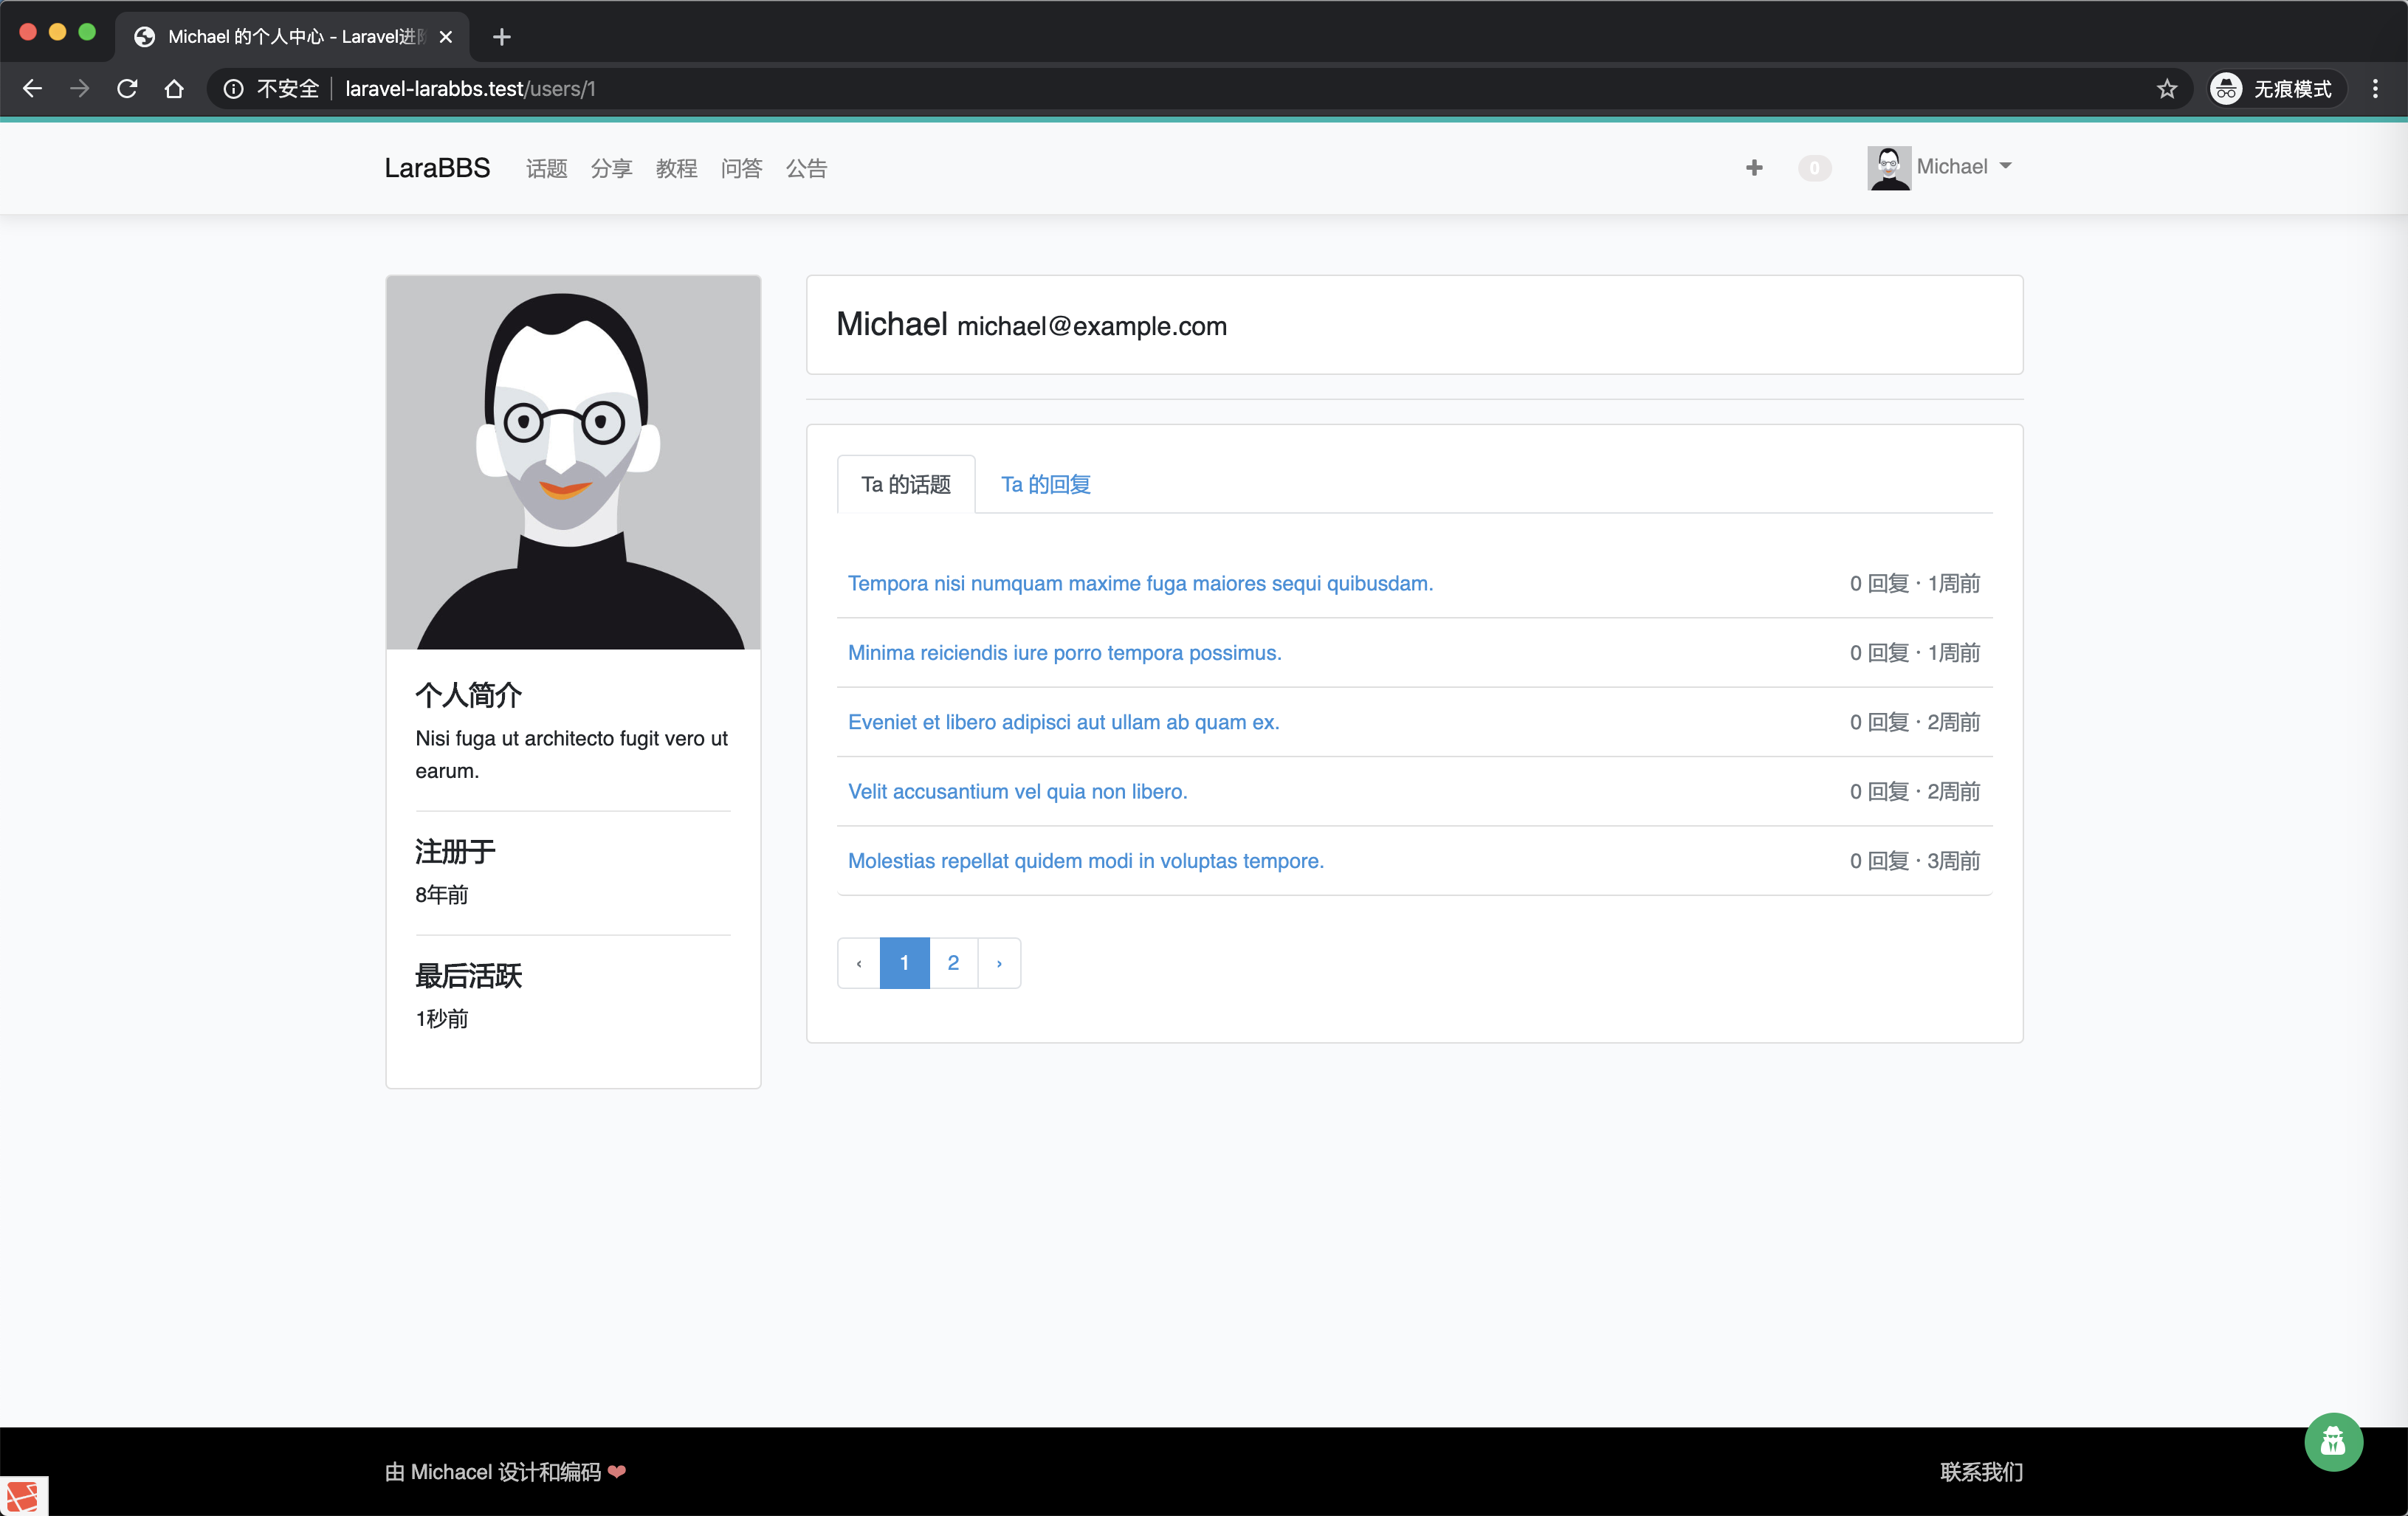 Michael 的个人中心 - Laravel进阶
不安全 laravel-larabbs.test/users/1 无痕模式
LaraBBS 话题 分享 教程 问答 公告 0 Michael
Michael michael@example.com
Ta 的话题 Ta 的回复
Tempora nisi numquam maxime fuga maiores sequi quibusdam. 0 回复 · 1周前
Minima reiciendis iure porro tempora possimus. 0 回复 · 1周前
Eveniet et libero adipisci aut ullam ab quam ex. 0 回复 · 2周前
Velit accusantium vel quia non libero. 0 回复 · 2周前
Molestias repellat quidem modi in voluptas tempore. 0 回复 · 3周前
‹ 1 2 ›
个人简介
Nisi fuga ut architecto fugit vero ut
earum.
注册于
8年前
最后活跃
1秒前
由 Michacel 设计和编码 ❤ 联系我们